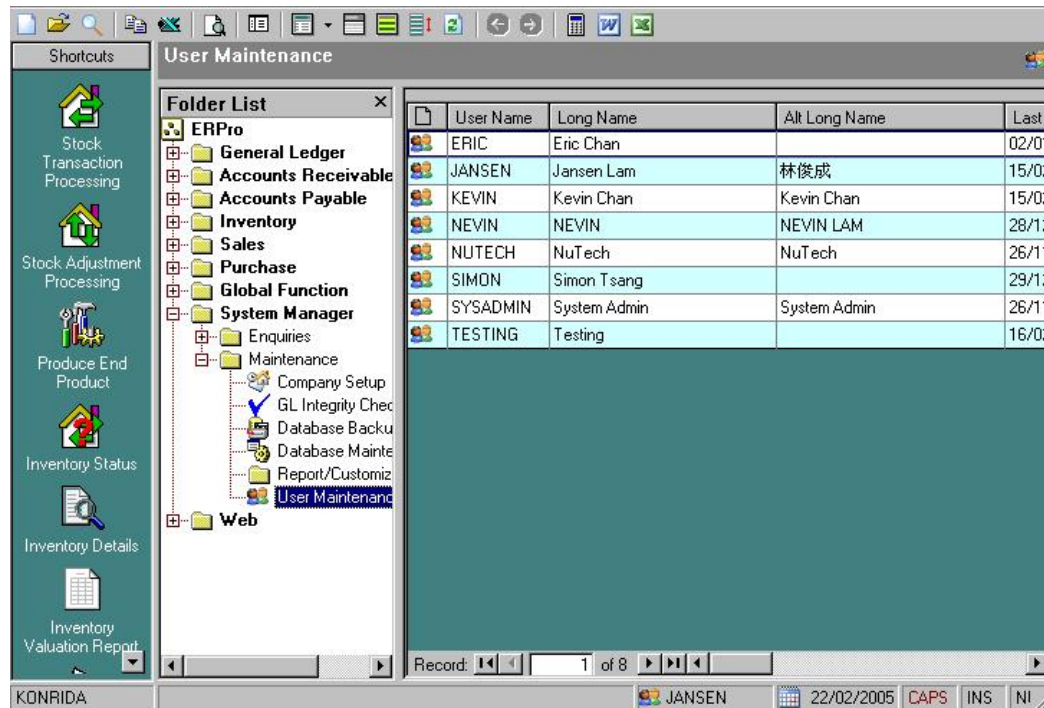 Shortcuts
User Maintenance
Stock
Transaction
Processing
Stock Adjustment
Processing
Produce End
Product
Inventory Status
Inventory Details
Inventory
Valuation Report
Folder List
ERPro
General Ledger
Accounts Receivable
Accounts Payable
Inventory
Sales
Purchase
Global Function
System Manager
Enquiries
Maintenance
Company Setup
GL Integrity Chec
Database Backu
Database Mainte
Report/Customiz
User Maintenanc
Web
User Name Long Name Alt Long Name Last
ERIC Eric Chan 02/0
JANSEN Jansen Lam 林俊成 15/0
KEVIN Kevin Chan Kevin Chan 15/0
NEVIN NEVIN NEVIN LAM 28/1
NUTECH NuTech NuTech 26/1
SIMON Simon Tsang 29/1
SYSADMIN System Admin System Admin 26/1
TESTING Testing 16/0
Record: 1 of 8
KONRIDA JANSEN 22/02/2005 CAPS INS